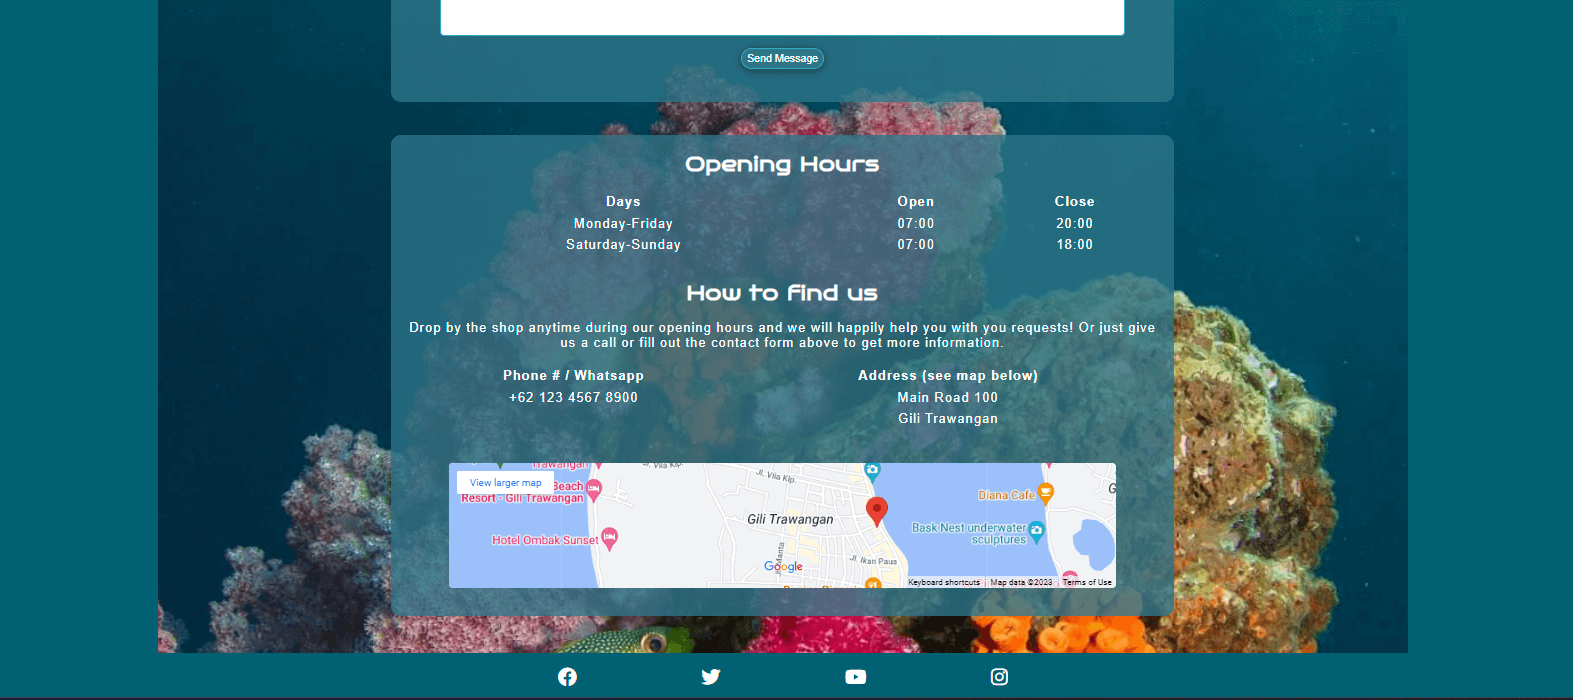 Send Message
Opening Hours
Days Open Close
Monday-Friday 07:00 20:00
Saturday-Sunday 07:00 18:00
How to find us
Drop by the shop anytime during our opening hours and we will happily help you with you requests! Or just give
us a call or fill out the contact form above to get more information.
Phone # / Whatsapp Address (see map below)
+62 123 4567 8900 Main Road 100
Gili Trawangan
Trawangan
Jl. Vila Kip.
Jl. Vila Kip.
View larger map
Beach
Resort - Gili Trawangan
Diana Cafe
G
Gili Trawangan
Bask Nest underwater
sculptures
Hotel Ombak Sunset
Jl. Manta
Jl. Ikan Paus
Google
Keyboard shortcuts Map data ©2023 Terms of Use